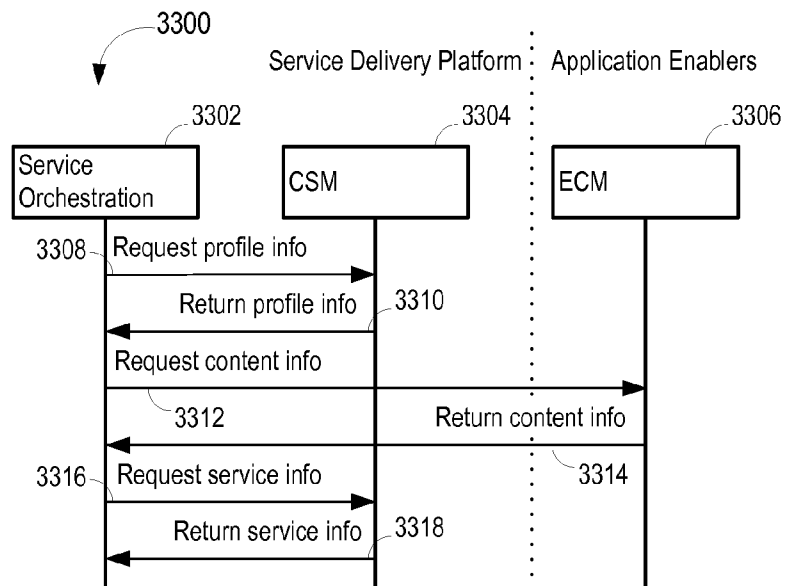 3300
Service Delivery Platform
Application Enablers
3302
3304
3306
Service
Orchestration
CSM
ECM
Request profile info
3308
Return profile info
3310
Request content info
3312
Return content info
3314
Request service info
3316
Return service info
3318